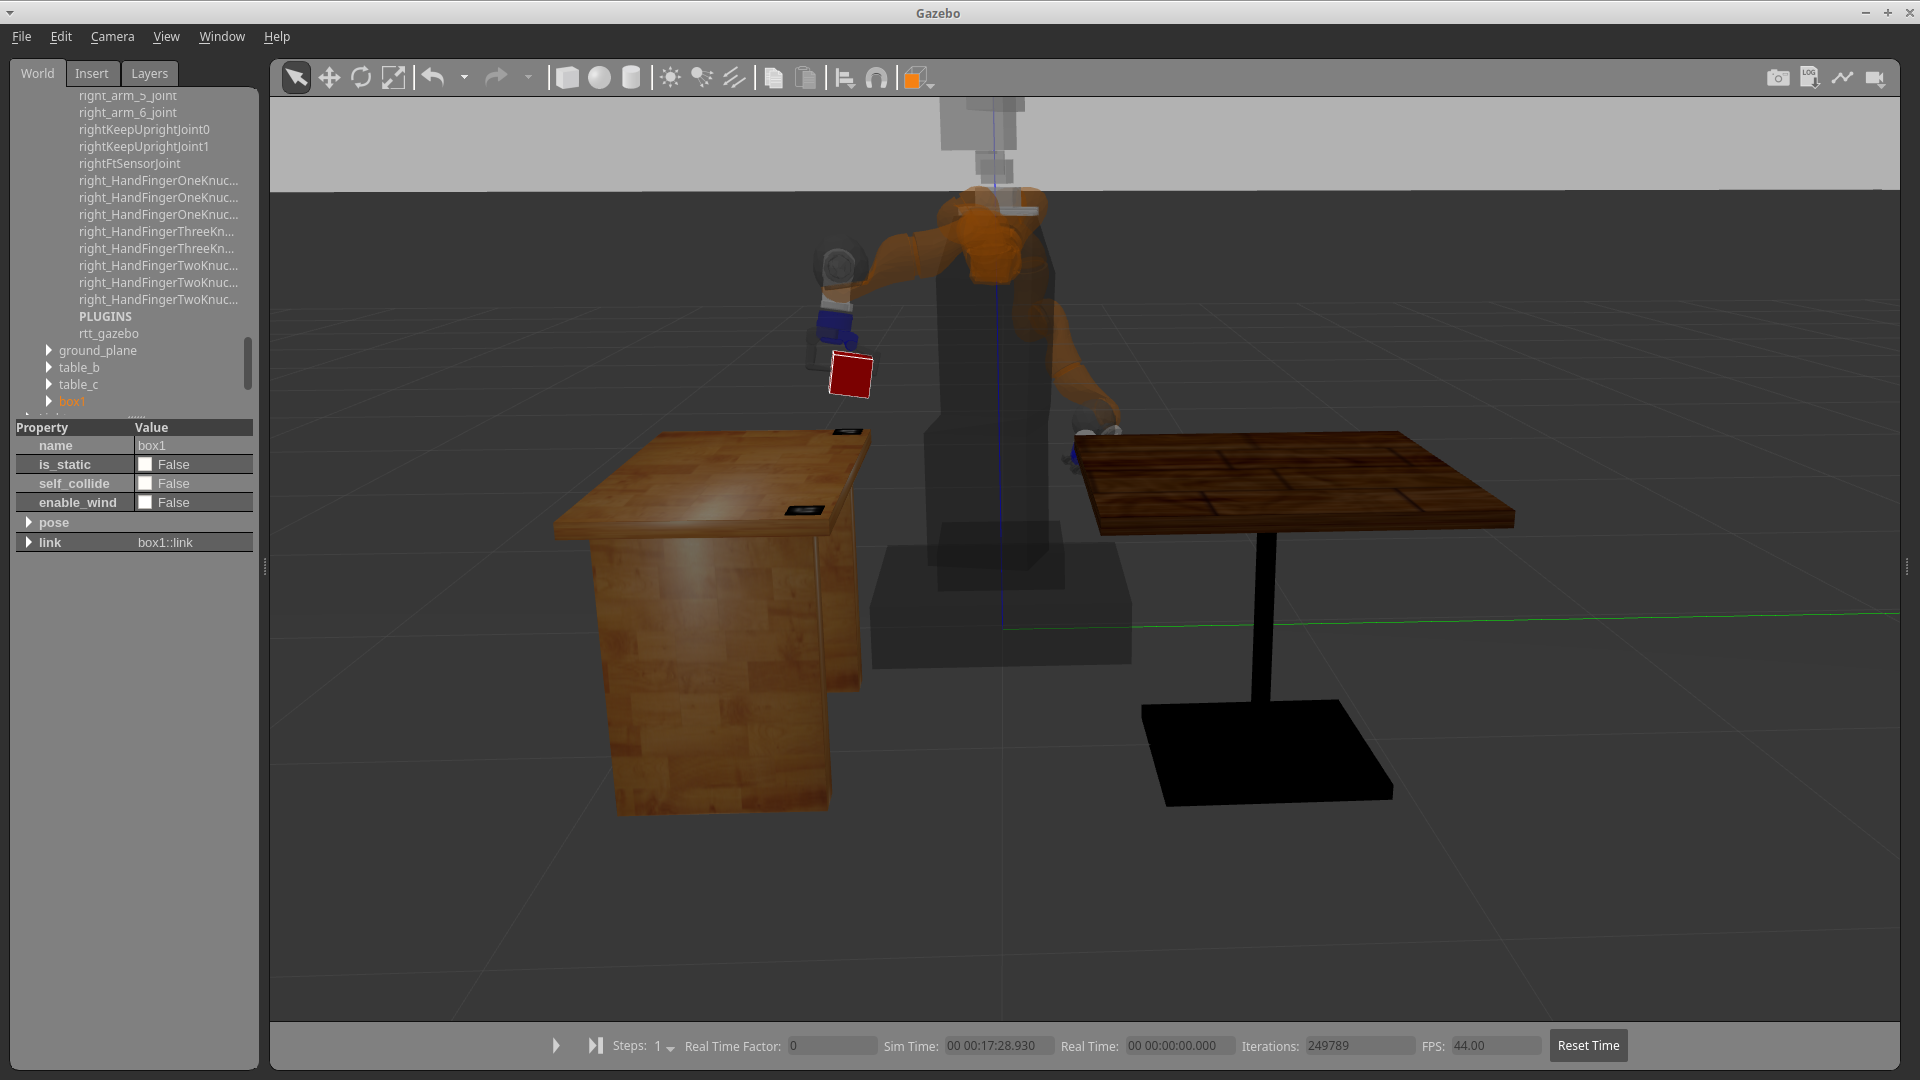 Gazebo
File Edit Camera View Window Help
World Insert Layers
right_arm_5_joint
right_arm_6_joint
rightKeepUprightJoint0
rightKeepUprightJoint1
rightFtSensorJoint
right_HandFingerOneKnuc...
right_HandFingerOneKnuc...
right_HandFingerOneKnuc...
right_HandFingerThreeKn...
right_HandFingerThreeKn...
right_HandFingerTwoKnuc...
right_HandFingerTwoKnuc...
right_HandFingerTwoKnuc...
PLUGINS
rtt_gazebo
ground_plane
table_b
table_c
box1
Property Value
name box1
is_static False
self_collide False
enable_wind False
pose
link box1::link
LOG
Steps: 1 Real Time Factor: 0 Sim Time: 00 00:17:28.930 Real Time: 00 00:00:00.000 Iterations: 249789 FPS: 44.00 Reset Time